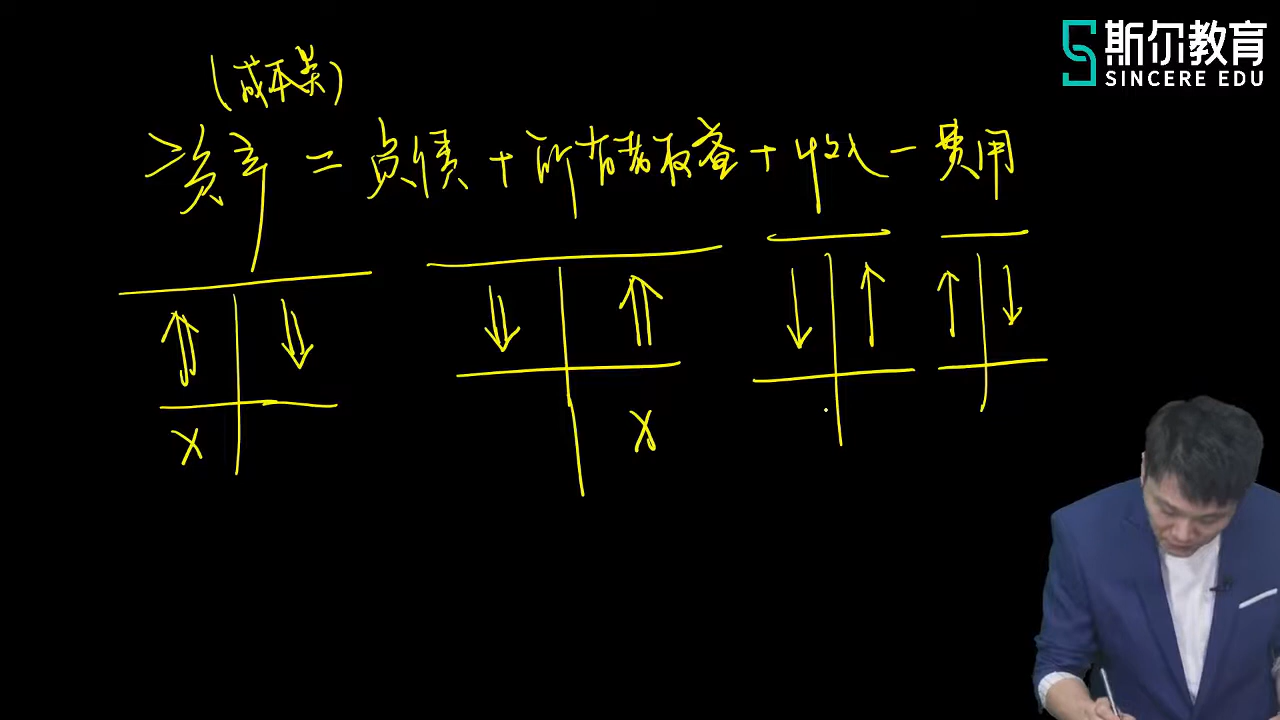 斯尔教育
SINCERE EDU
(成本类)
资产 = 负债 + 所有者权益 + 收入 - 费用
↑ ↓ ↓ ↑ ↓ ↑ ↑ ↓
X X